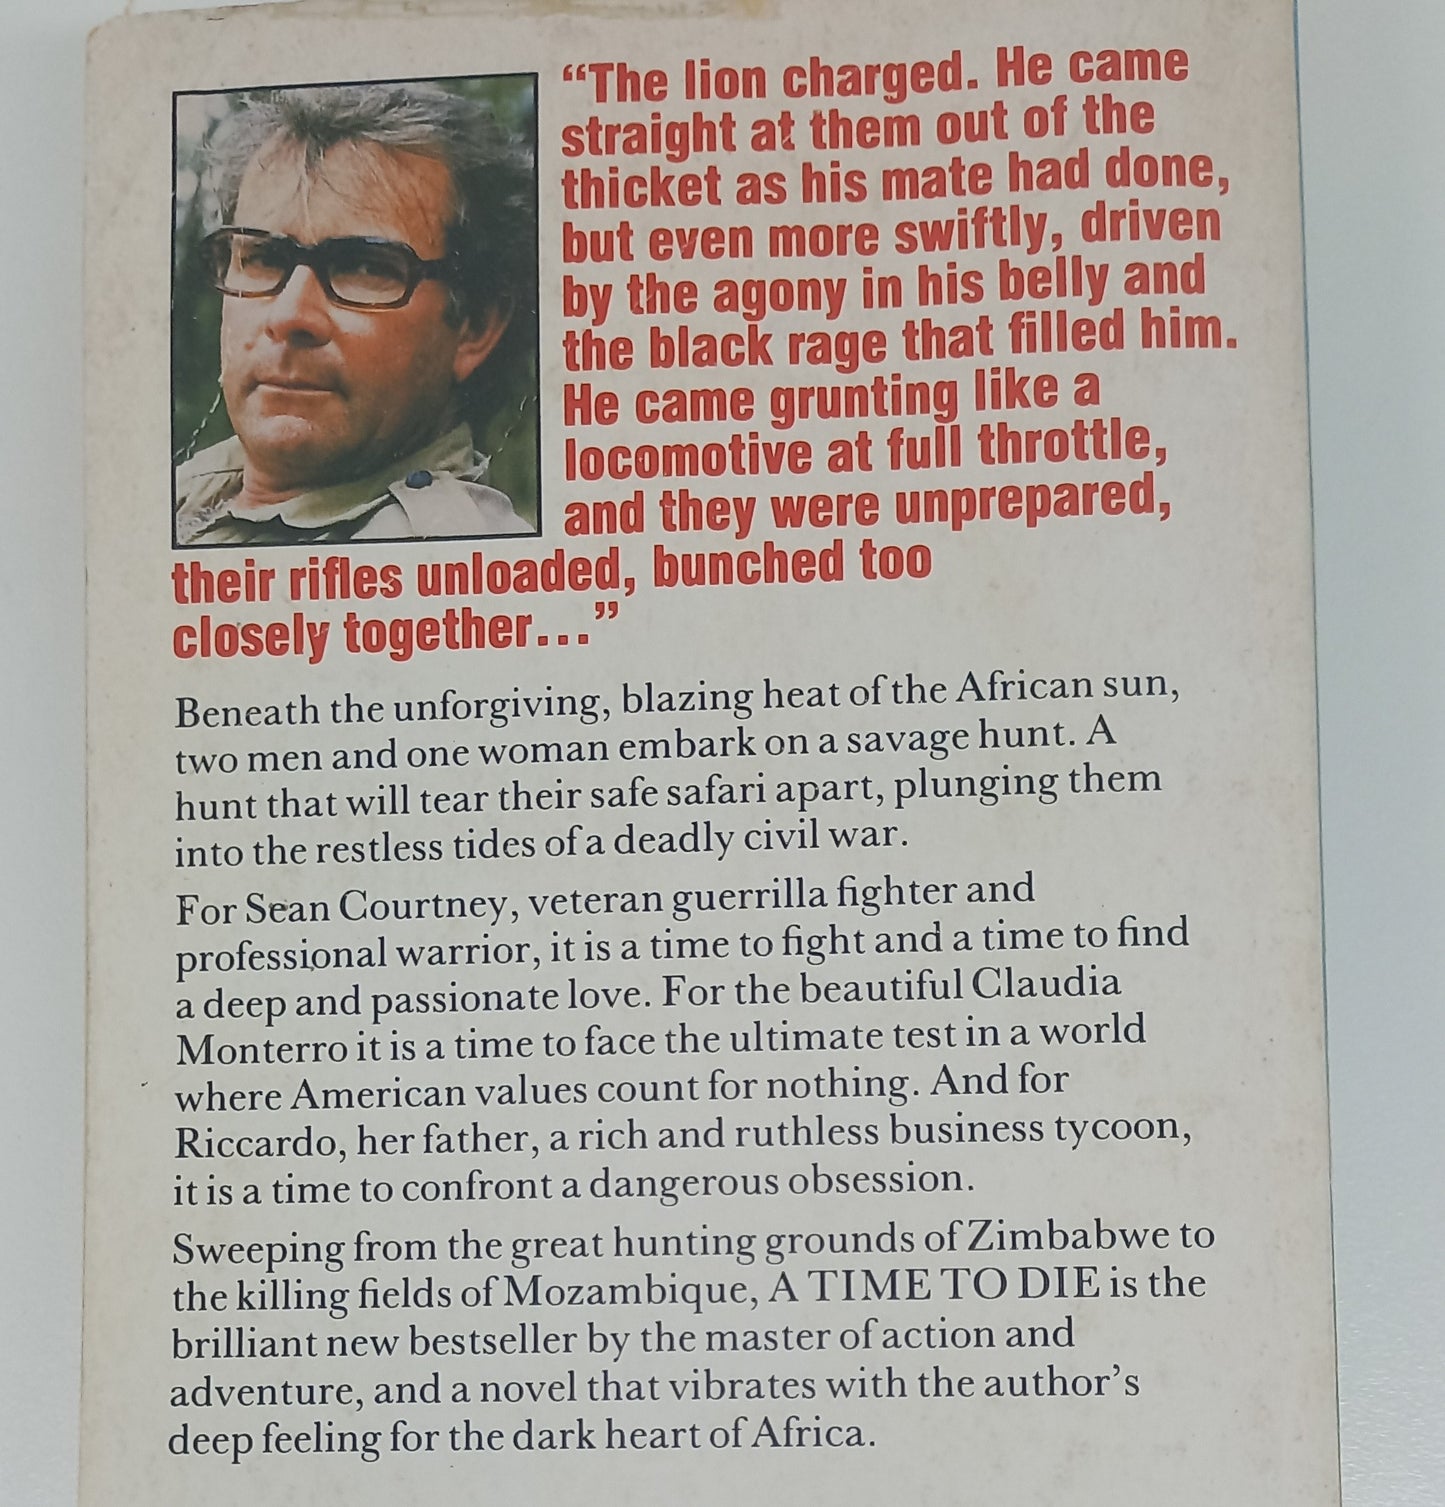 “The lion charged. He came
straight at them out of the
thicket as his mate had done,
but even more swiftly, driven
by the agony in his belly and
the black rage that filled him.
He came grunting like a
locomotive at full throttle,
and they were unprepared,
their rifles unloaded, bunched too
closely together...”
Beneath the unforgiving, blazing heat of the African sun,
two men and one woman embark on a savage hunt. A
hunt that will tear their safe safari apart, plunging them
into the restless tides of a deadly civil war.
For Sean Courtney, veteran guerrilla fighter and
professional warrior, it is a time to fight and a time to find
a deep and passionate love. For the beautiful Claudia
Monterro it is a time to face the ultimate test in a world
where American values count for nothing. And for
Riccardo, her father, a rich and ruthless business tycoon,
it is a time to confront a dangerous obsession.
Sweeping from the great hunting grounds of Zimbabwe to
the killing fields of Mozambique, A TIME TO DIE is the
brilliant new bestseller by the master of action and
adventure, and a novel that vibrates with the author’s
deep feeling for the dark heart of Africa.